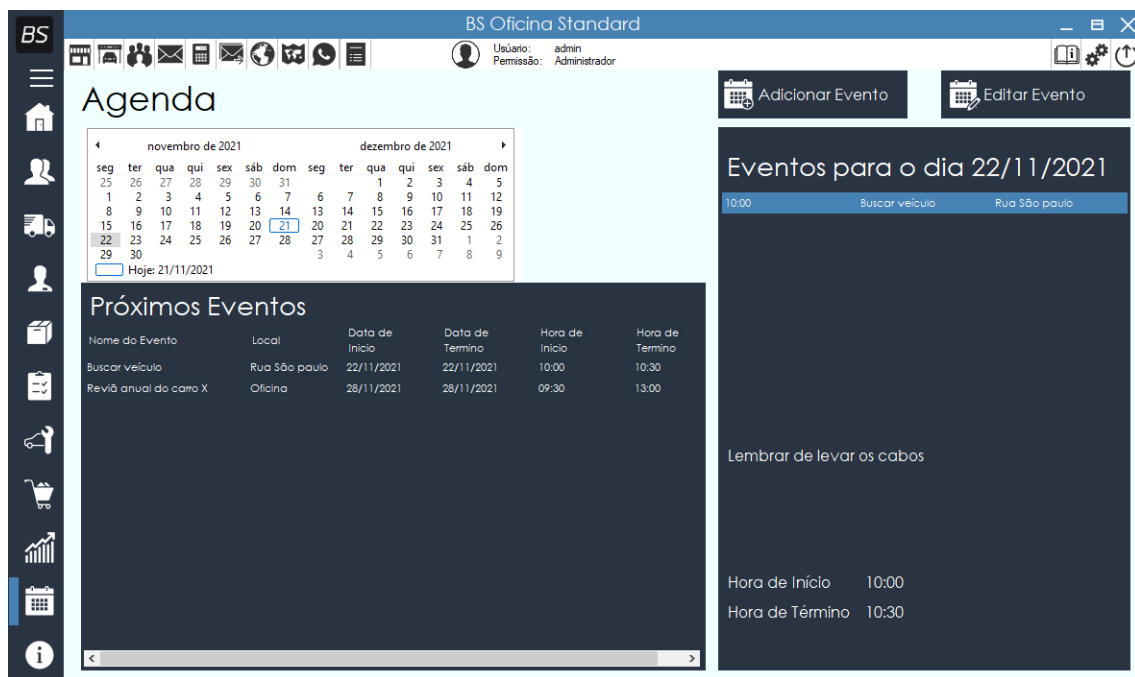 BS
BS Oficina Standard
Usúario: admin
Permissão: Administrador
Agenda
Adicionar Evento
Editar Evento
novembro de 2021 dezembro de 2021
seg ter qua qui sex sáb dom seg ter qua qui sex sáb dom
25 26 27 28 29 30 31 1 2 3 4 5
1 2 3 4 5 6 7 6 7 8 9 10 11 12
8 9 10 11 12 13 14 13 14 15 16 17 18 19
15 16 17 18 19 20 21 20 21 22 23 24 25 26
22 23 24 25 26 27 28 27 28 29 30 31 1 2
29 30 3 4 5 6 7 8 9
Hoje: 21/11/2021
Próximos Eventos
Nome do Evento Local Data de Inicio Data de Termino Hora de Inicio Hora de Termino
Buscar veículo Rua São paulo 22/11/2021 22/11/2021 10:00 10:30
Reviã anual do carro X Oficina 28/11/2021 28/11/2021 09:30 13:00
Eventos para o dia 22/11/2021
10:00 Buscar veículo Rua São paulo
Lembrar de levar os cabos
Hora de Início 10:00
Hora de Término 10:30